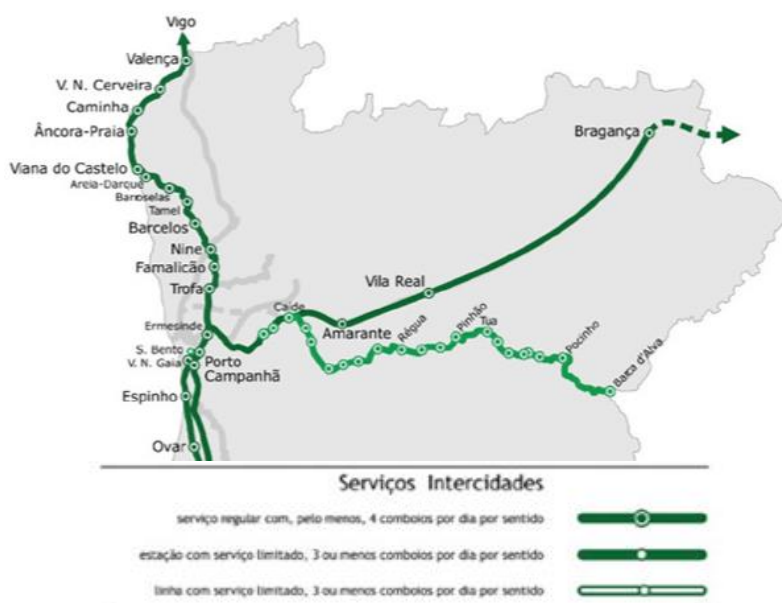 Vigo
Valença
V. N. Cerveira
Caminha
Âncora-Praia
Viana do Castelo
Areia-Darque
Barroselas
Tamel
Barcelos
Nine
Famalicão
Trofa
Ermesinde
S. Bento
V. N. Gaia
Porto
Campanhã
Espinho
Ovar
Caíde
Amarante
Vila Real
Bragança
Régua
Pinhão
Tua
Pocinho
Barca d'Alva
Serviços Intercidades
serviço regular com, pelo menos, 4 comboios por dia por sentido
estação com serviço limitado, 3 ou menos comboios por dia por sentido
linha com serviço limitado, 3 ou menos comboios por dia por sentido